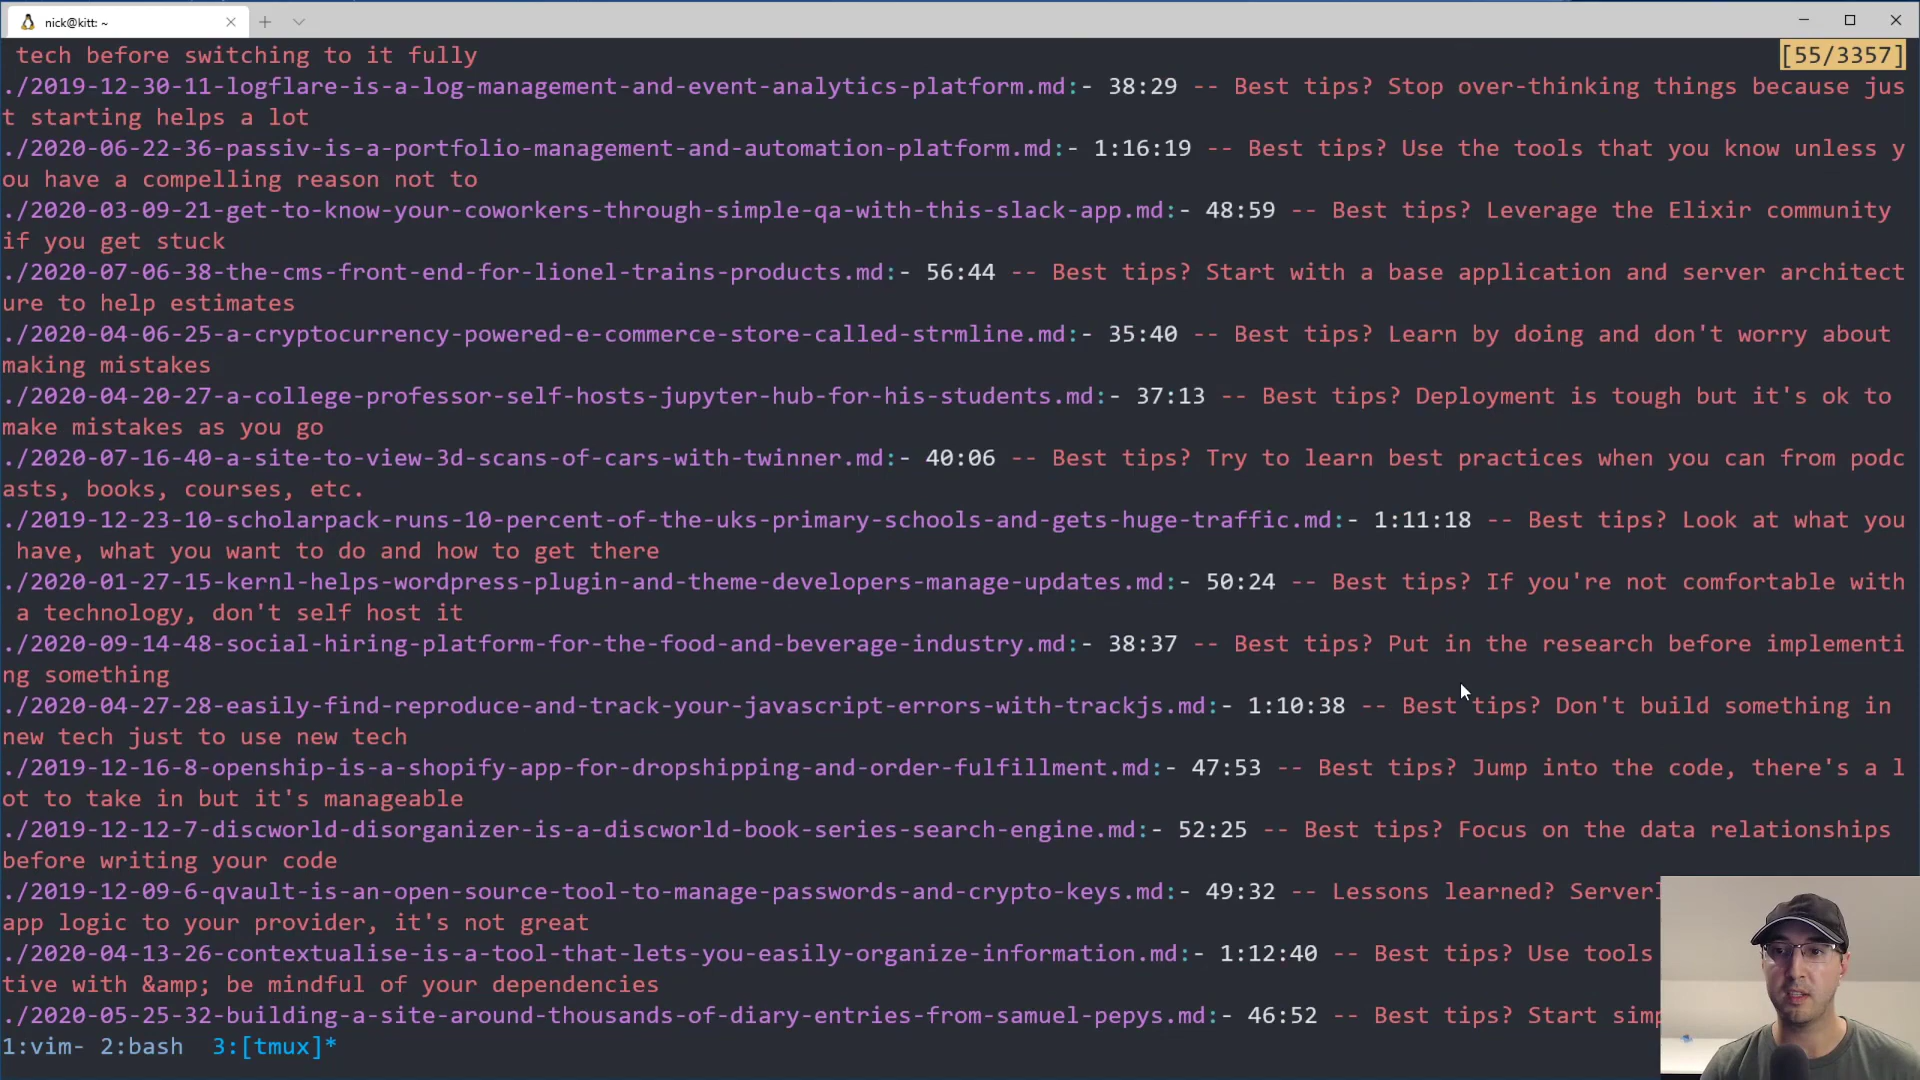 nick@kitt: ~
tech before switching to it fully
[55/3357]
./2019-12-30-11-logflare-is-a-log-management-and-event-analytics-platform.md:- 38:29 -- Best tips? Stop over-thinking things because jus
t starting helps a lot
./2020-06-22-36-passiv-is-a-portfolio-management-and-automation-platform.md:- 1:16:19 -- Best tips? Use the tools that you know unless y
ou have a compelling reason not to
./2020-03-09-21-get-to-know-your-coworkers-through-simple-qa-with-this-slack-app.md:- 48:59 -- Best tips? Leverage the Elixir community
if you get stuck
./2020-07-06-38-the-cms-front-end-for-lionel-trains-products.md:- 56:44 -- Best tips? Start with a base application and server architect
ure to help estimates
./2020-04-06-25-a-cryptocurrency-powered-e-commerce-store-called-strmline.md:- 35:40 -- Best tips? Learn by doing and don't worry about
making mistakes
./2020-04-20-27-a-college-professor-self-hosts-jupyter-hub-for-his-students.md:- 37:13 -- Best tips? Deployment is tough but it's ok to
make mistakes as you go
./2020-07-16-40-a-site-to-view-3d-scans-of-cars-with-twinner.md:- 40:06 -- Best tips? Try to learn best practices when you can from podc
asts, books, courses, etc.
./2019-12-23-10-scholarpack-runs-10-percent-of-the-uks-primary-schools-and-gets-huge-traffic.md:- 1:11:18 -- Best tips? Look at what you
have, what you want to do and how to get there
./2020-01-27-15-kernl-helps-wordpress-plugin-and-theme-developers-manage-updates.md:- 50:24 -- Best tips? If you're not comfortable with
a technology, don't self host it
./2020-09-14-48-social-hiring-platform-for-the-food-and-beverage-industry.md:- 38:37 -- Best tips? Put in the research before implementi
ng something
./2020-04-27-28-easily-find-reproduce-and-track-your-javascript-errors-with-trackjs.md:- 1:10:38 -- Best tips? Don't build something in
new tech just to use new tech
./2019-12-16-8-openship-is-a-shopify-app-for-dropshipping-and-order-fulfillment.md:- 47:53 -- Best tips? Jump into the code, there's a l
ot to take in but it's manageable
./2019-12-12-7-discworld-disorganizer-is-a-discworld-book-series-search-engine.md:- 52:25 -- Best tips? Focus on the data relationships
before writing your code
./2019-12-09-6-qvault-is-an-open-source-tool-to-manage-passwords-and-crypto-keys.md:- 49:32 -- Lessons learned? Server
app logic to your provider, it's not great
./2020-04-13-26-contextualise-is-a-tool-that-lets-you-easily-organize-information.md:- 1:12:40 -- Best tips? Use tools
tive with &amp; be mindful of your dependencies
./2020-05-25-32-building-a-site-around-thousands-of-diary-entries-from-samuel-pepys.md:- 46:52 -- Best tips? Start simp
1:vim- 2:bash 3:[tmux]*